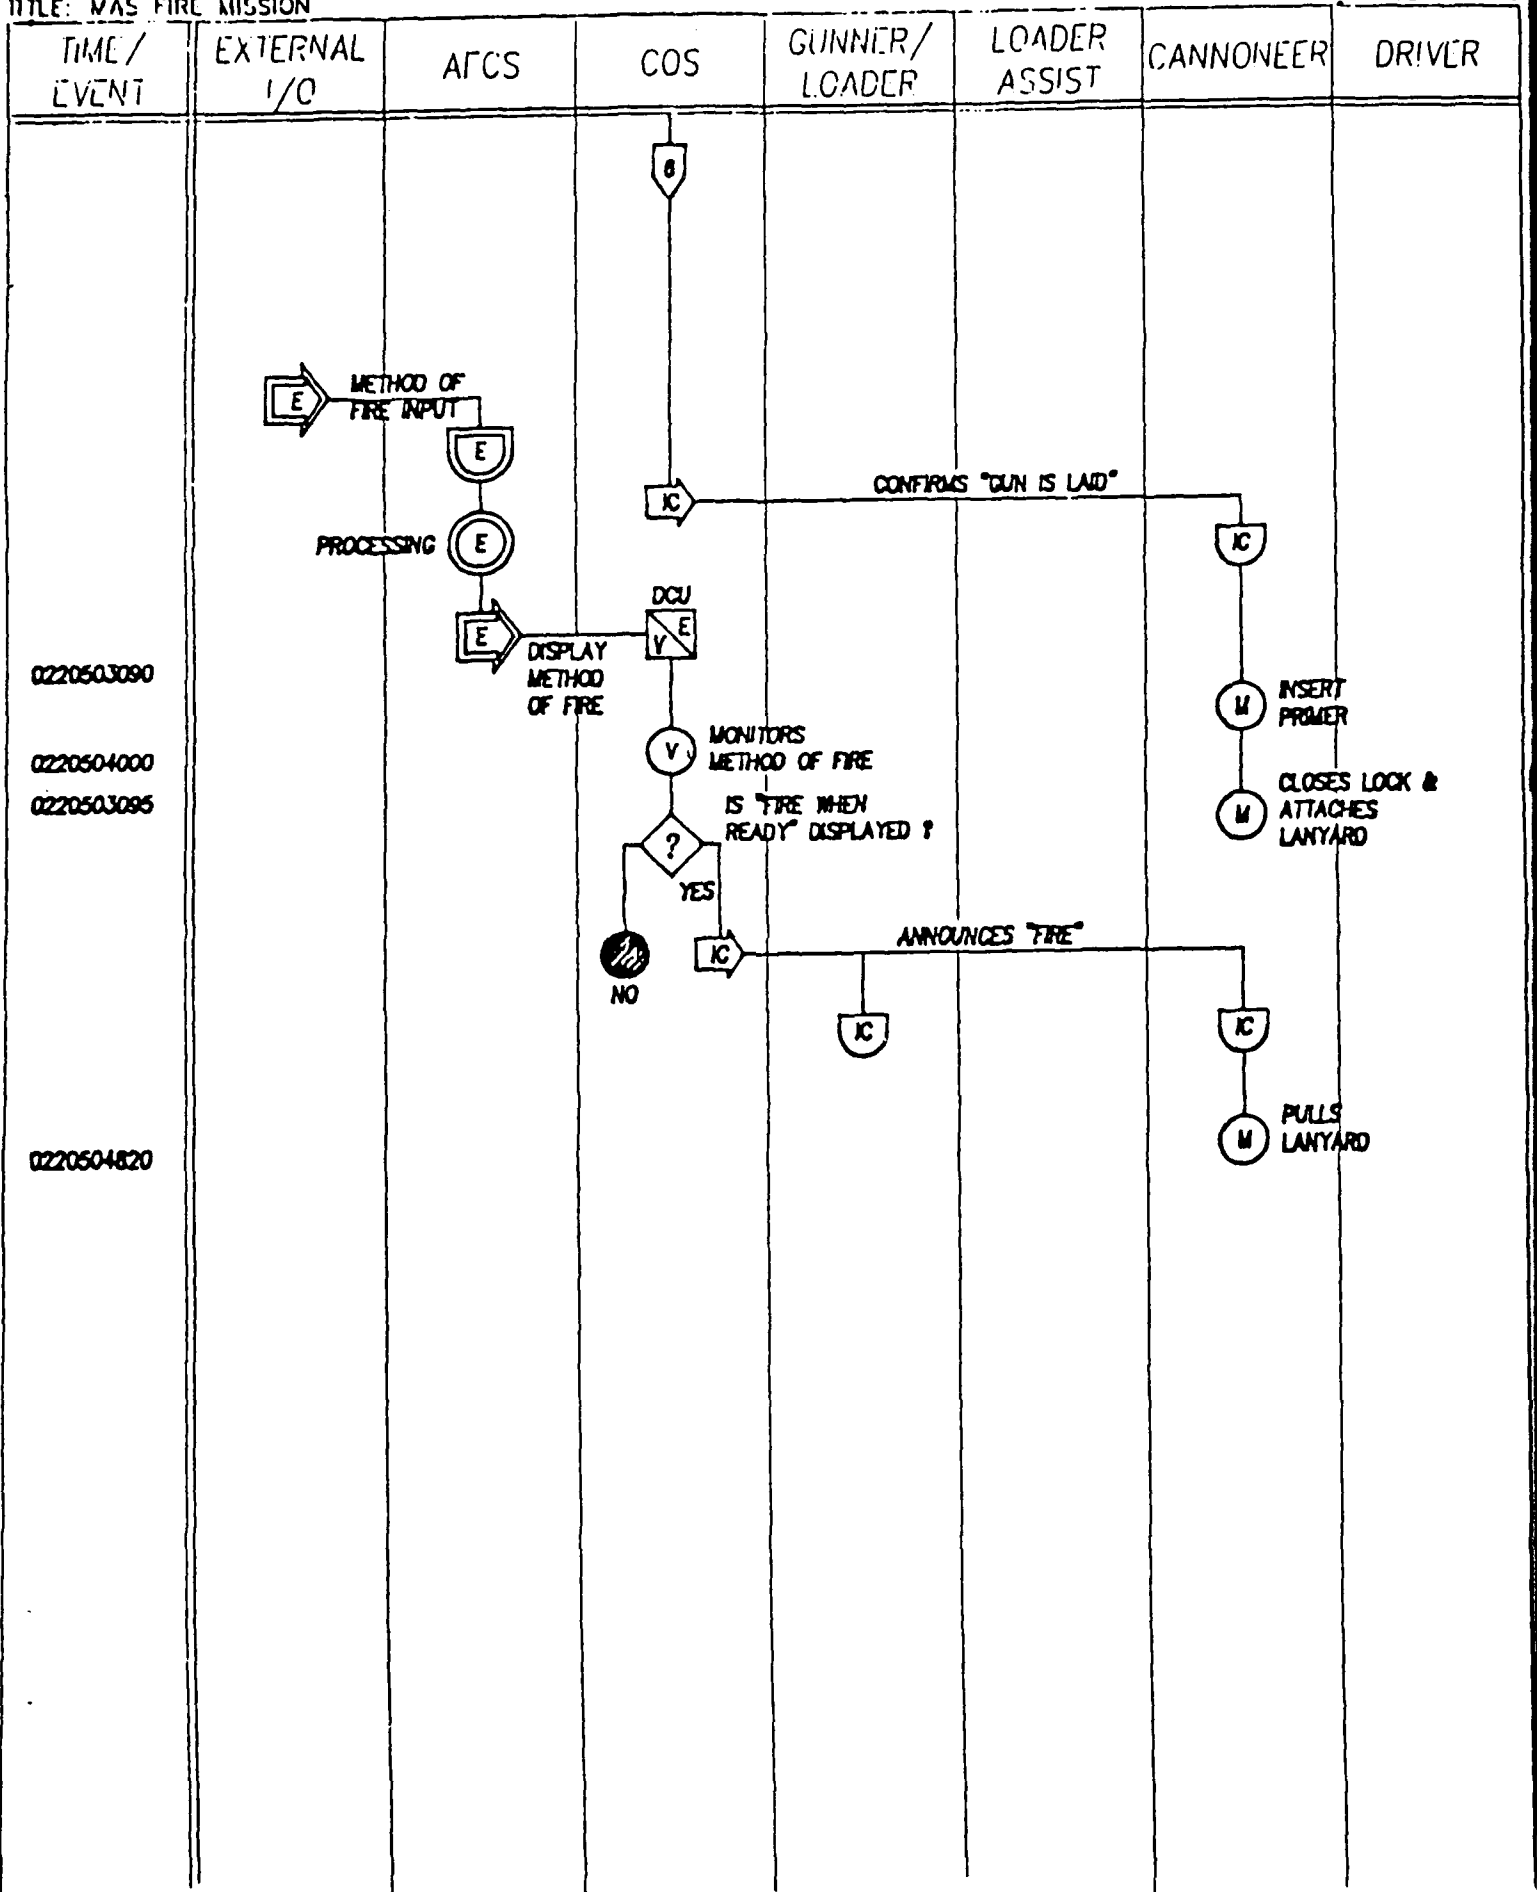 TITLE: MAS FIRE MISSION
TIME / EVENT
EXTERNAL I/O
AFCS
COS
GUNNER/ LOADER
LOADER ASSIST
CANNONEER
DRIVER
6
E
METHOD OF
FIRE INPUT
E
IC
CONFIRMS "GUN IS LAID"
IC
PROCESSING
E
DCU
E
V
E
DISPLAY
METHOD
OF FIRE
0220503090
M
INSERT
PRIMER
V
MONITORS
METHOD OF FIRE
0220504000
0220503095
IS "FIRE WHEN
READY" DISPLAYED ?
M
CLOSES LOCK &
ATTACHES
LANYARD
?
YES
NO
IC
ANNOUNCES "FIRE"
IC
IC
M
PULLS
LANYARD
0220504820